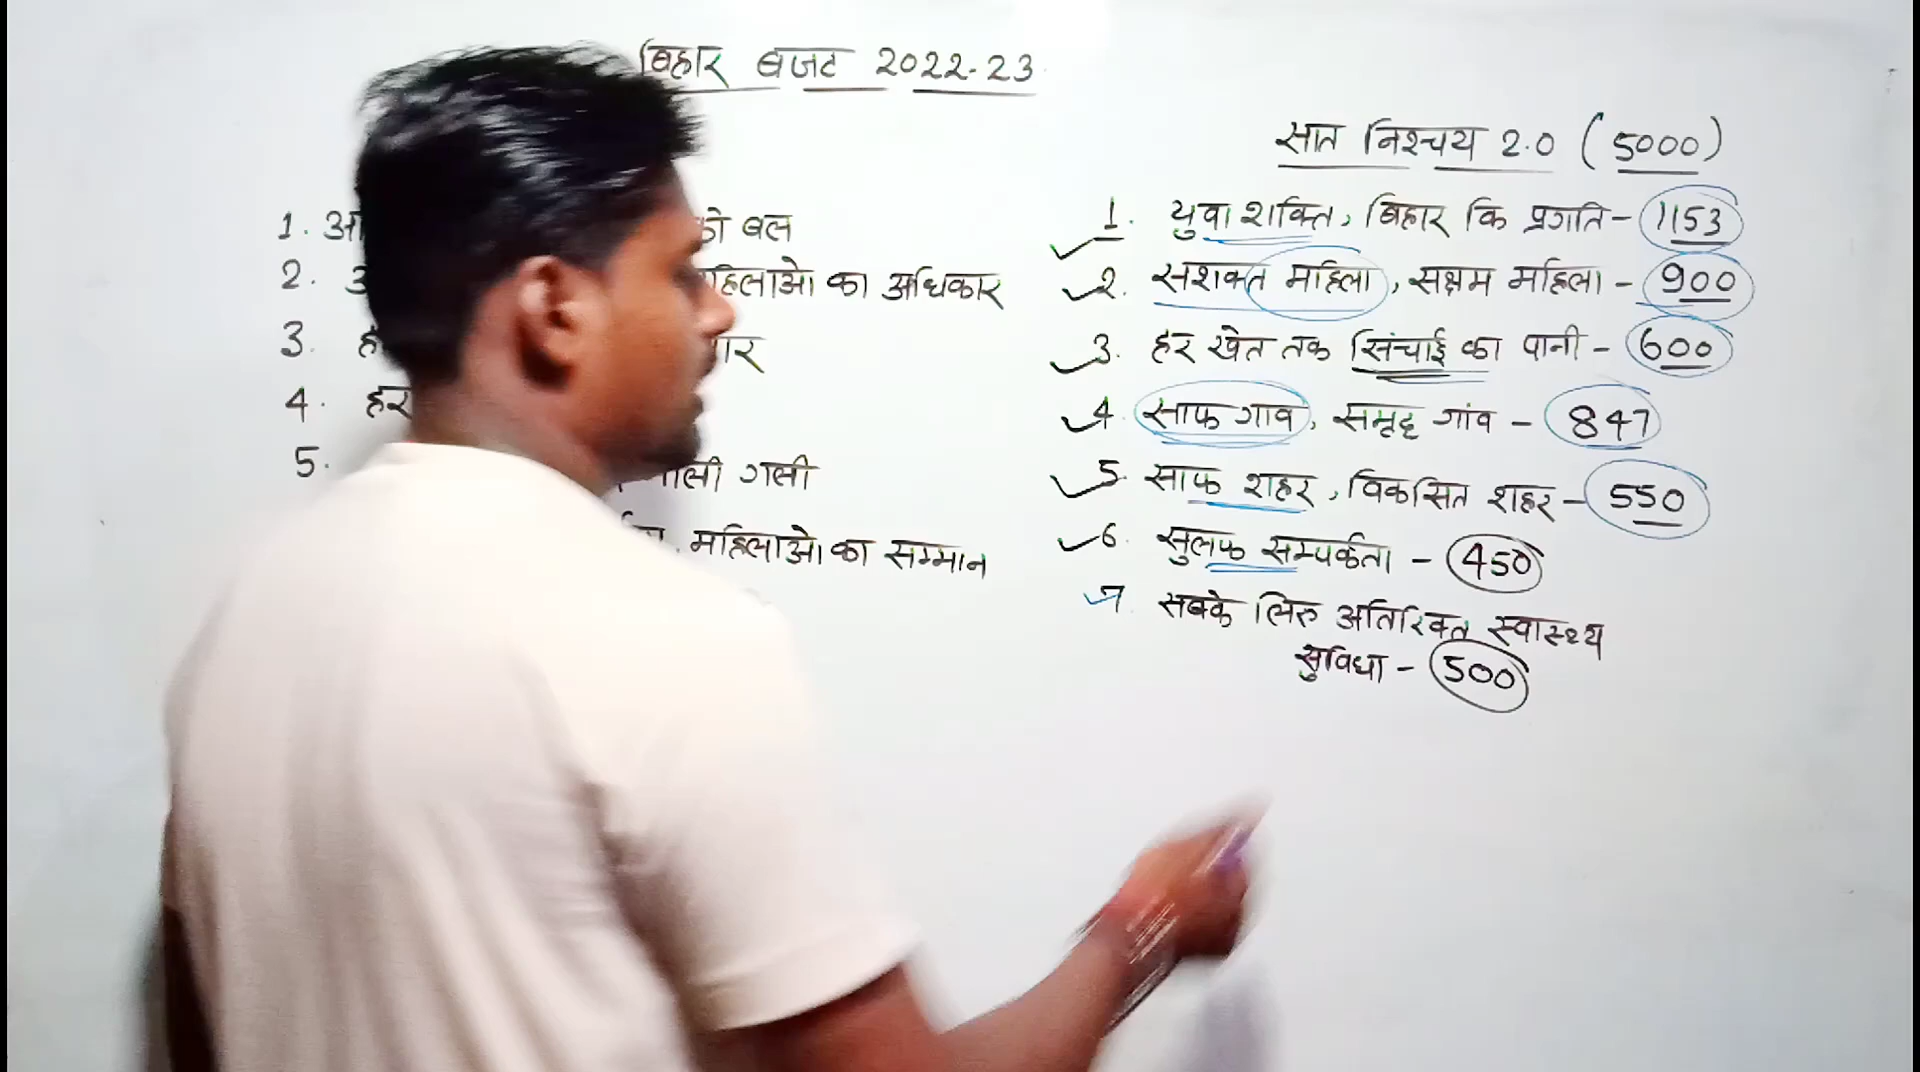 बिहार बजट 2022-23
सात निश्चय 2.0 (5000)
1. को बल
2. महिलाओ का अधिकार
3.
4. हर
5. नाली गली
महिलाओ का सम्मान
1. युवा शक्ति, बिहार कि प्रगति - 1153
2. सशक्त महिला, सक्षम महिला - 900
3. हर खेत तक सिंचाई का पानी - 600
4. साफ गाव, समृद्द गांव - 847
5. साफ शहर, विकसित शहर - 550
6. सुलफ सम्पर्कता - 450
7. सबके लिए अतिरिक्त स्वास्थ्य
सुविधा - 500